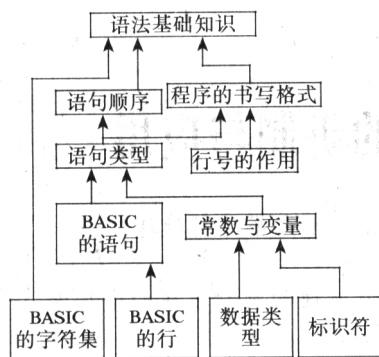 语法基础知识
语句顺序
程序的书写格式
语句类型
行号的作用
BASIC
的语句
常数与变量
BASIC
的字符集
BASIC
的行
数据类
型
标识符